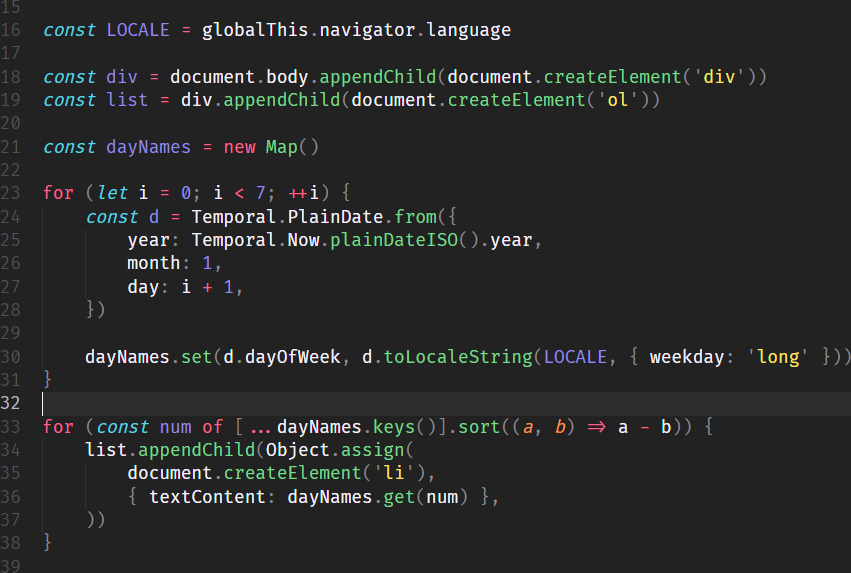 15
16 const LOCALE = globalThis.navigator.language
17
18 const div = document.body.appendChild(document.createElement('div'))
19 const list = div.appendChild(document.createElement('ol'))
20
21 const dayNames = new Map()
22
23 for (let i = 0; i < 7; ++i) {
24     const d = Temporal.PlainDate.from({
25         year: Temporal.Now.plainDateISO().year,
26         month: 1,
27         day: i + 1,
28     })
29
30     dayNames.set(d.dayOfWeek, d.toLocaleString(LOCALE, { weekday: 'long' }))
31 }
32
33 for (const num of [...dayNames.keys()].sort((a, b) => a - b)) {
34     list.appendChild(Object.assign(
35         document.createElement('li'),
36         { textContent: dayNames.get(num) },
37     ))
38 }
39